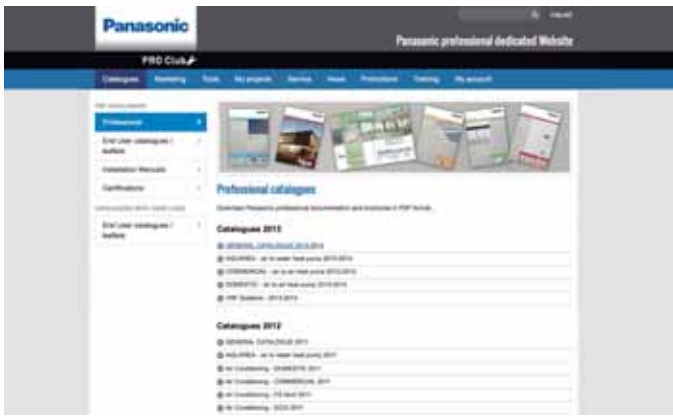 Panasonic
Panasonic professional dedicated Website
PRO Club
Catalogues Marketing Tools My projects Service News Promotions Training My account
Professional
End User catalogues /
leaflets
Installation Manuals
Certifications
End User catalogues /
leaflets
Professional catalogues
Download Panasonic professional documentation and brochures in PDF format.
Catalogues 2013
GENERAL CATALOGUE 2013-2014
AQUAREA - air to water heat pump 2013-2014
COMMERCIAL - air to air heat pump 2013-2014
DOMESTIC - air to air heat pump 2013-2014
VRF Systems - 2013-2014
Catalogues 2012
GENERAL CATALOGUE 2011
AQUAREA - air to water heat pump 2011
Air Conditioning - DOMESTIC 2011
Air Conditioning - COMMERCIAL 2011
Air Conditioning - FS Multi 2011
Air Conditioning - ECOi 2011